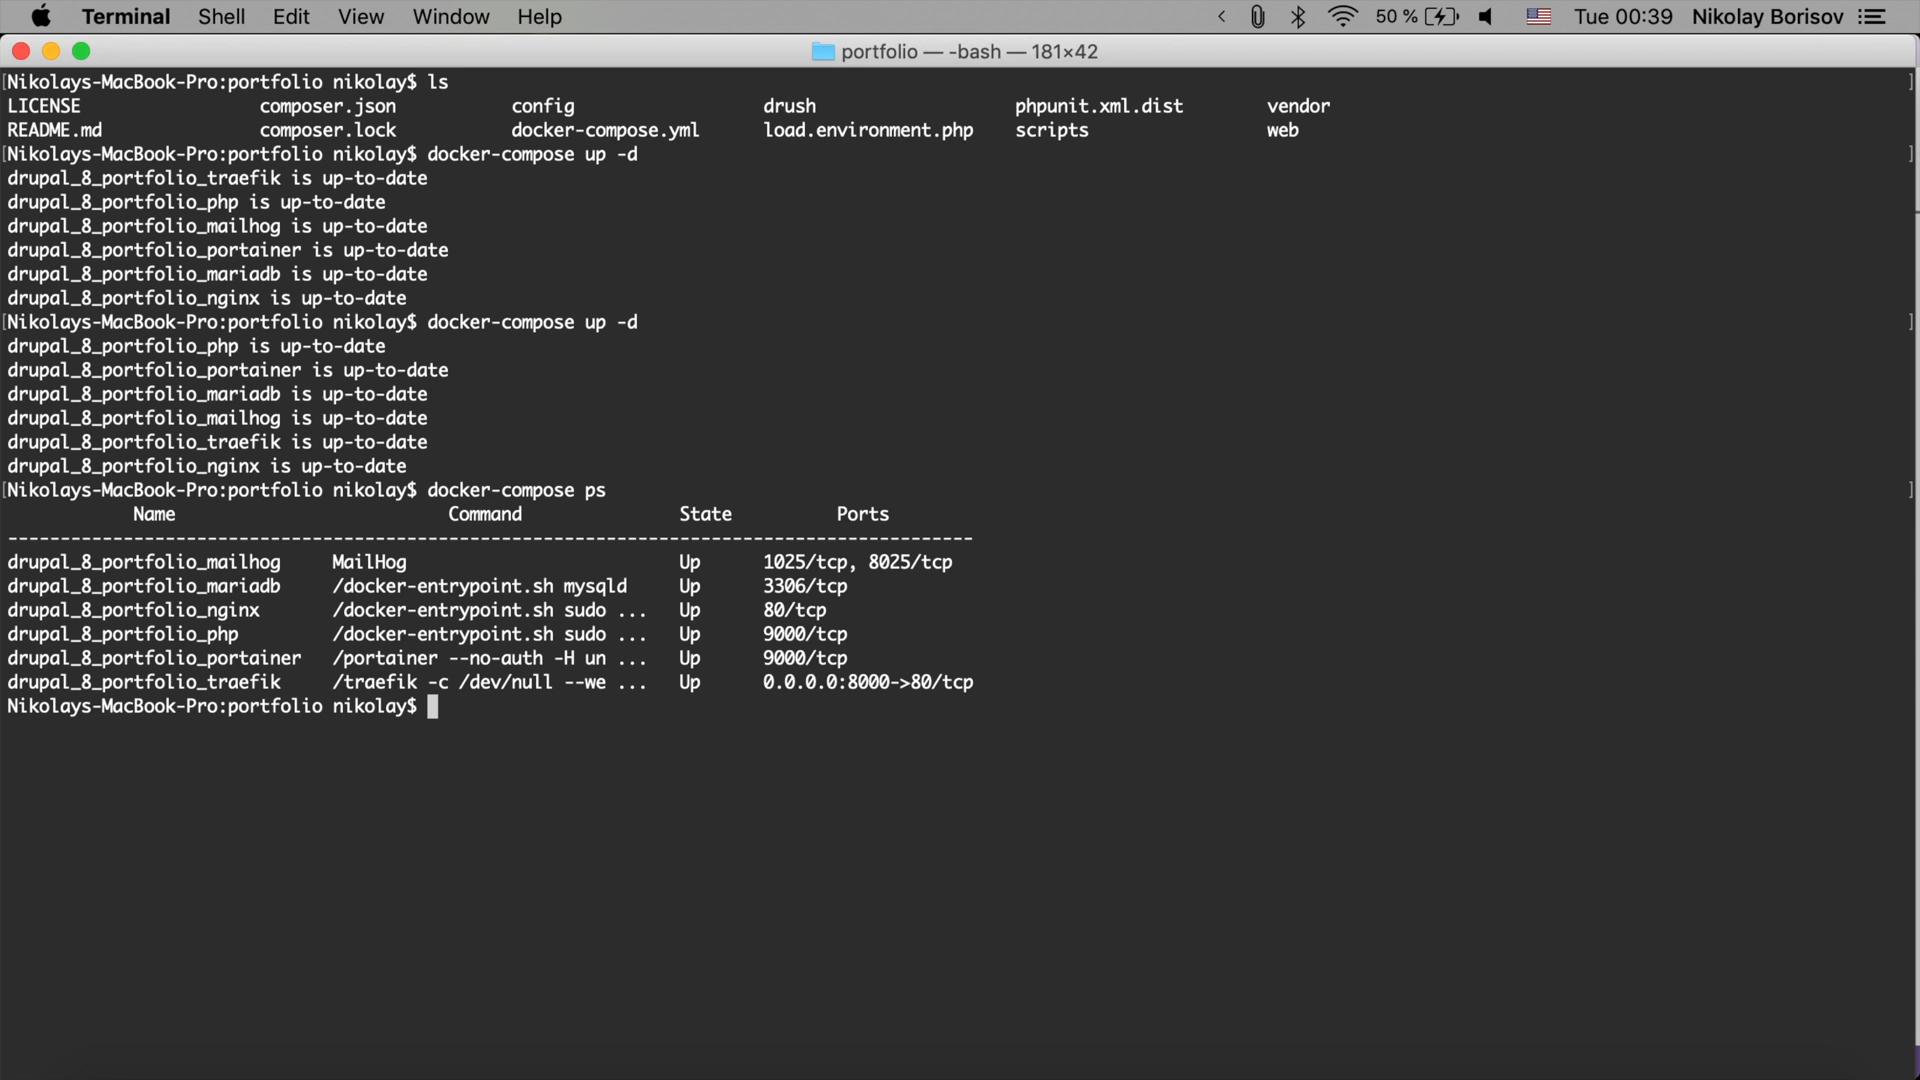 Terminal Shell Edit View Window Help 50 % Tue 00:39 Nikolay Borisov
portfolio — -bash — 181×42
[Nikolays-MacBook-Pro:portfolio nikolay$ ls ]
LICENSE composer.json config drush phpunit.xml.dist vendor
README.md composer.lock docker-compose.yml load.environment.php scripts web
[Nikolays-MacBook-Pro:portfolio nikolay$ docker-compose up -d ]
drupal_8_portfolio_traefik is up-to-date
drupal_8_portfolio_php is up-to-date
drupal_8_portfolio_mailhog is up-to-date
drupal_8_portfolio_portainer is up-to-date
drupal_8_portfolio_mariadb is up-to-date
drupal_8_portfolio_nginx is up-to-date
[Nikolays-MacBook-Pro:portfolio nikolay$ docker-compose up -d ]
drupal_8_portfolio_php is up-to-date
drupal_8_portfolio_portainer is up-to-date
drupal_8_portfolio_mariadb is up-to-date
drupal_8_portfolio_mailhog is up-to-date
drupal_8_portfolio_traefik is up-to-date
drupal_8_portfolio_nginx is up-to-date
[Nikolays-MacBook-Pro:portfolio nikolay$ docker-compose ps ]
Name Command State Ports
--------------------------------------------------------------------------------------------
drupal_8_portfolio_mailhog MailHog Up 1025/tcp, 8025/tcp
drupal_8_portfolio_mariadb /docker-entrypoint.sh mysqld Up 3306/tcp
drupal_8_portfolio_nginx /docker-entrypoint.sh sudo ... Up 80/tcp
drupal_8_portfolio_php /docker-entrypoint.sh sudo ... Up 9000/tcp
drupal_8_portfolio_portainer /portainer --no-auth -H un ... Up 9000/tcp
drupal_8_portfolio_traefik /traefik -c /dev/null --we ... Up 0.0.0.0:8000->80/tcp
Nikolays-MacBook-Pro:portfolio nikolay$